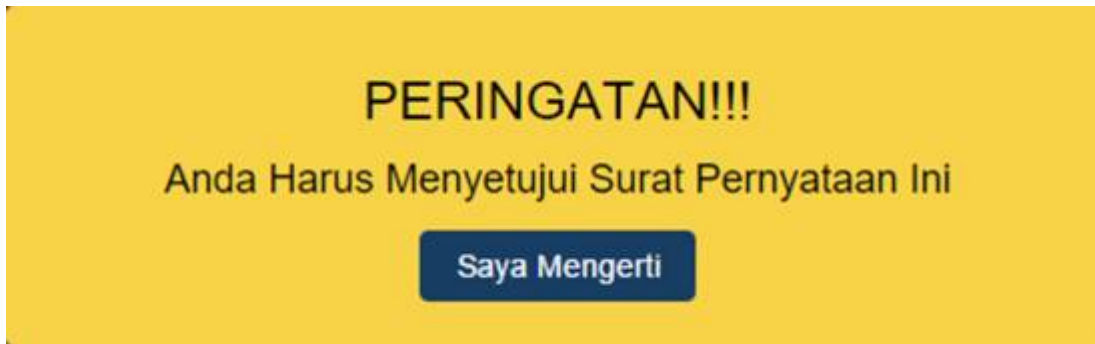 PERINGATAN!!!
Anda Harus Menyetujui Surat Pernyataan Ini
Saya Mengerti